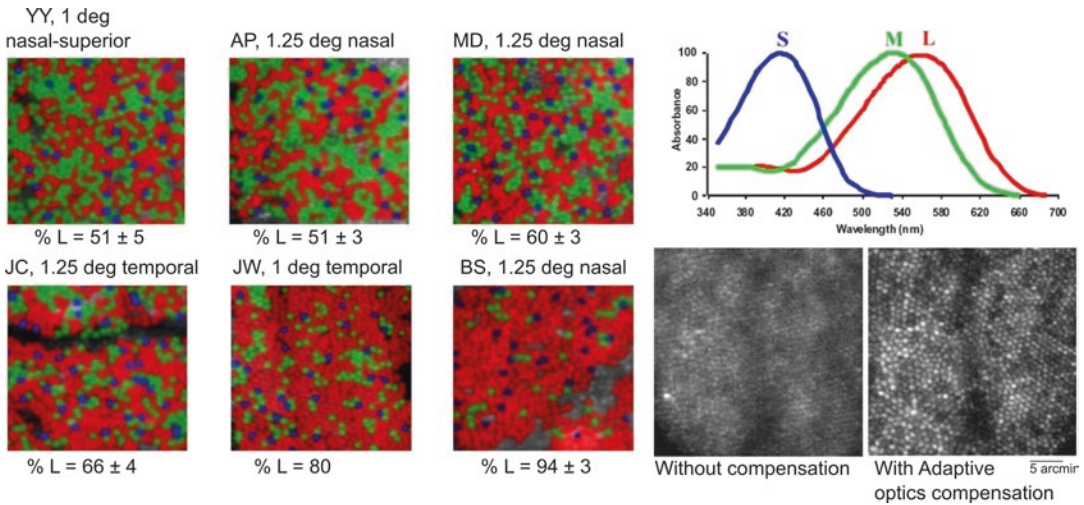 YY, 1 deg
nasal-superior
AP, 1.25 deg nasal
MD, 1.25 deg nasal
% L = 51 ± 5
% L = 51 ± 3
% L = 60 ± 3
JC, 1.25 deg temporal
JW, 1 deg temporal
BS, 1.25 deg nasal
% L = 66 ± 4
% L = 80
% L = 94 ± 3
S
M
L
Absorbance
100
80
60
40
20
0
340 380 420 460 500 540 580 620 660 700
Wavelength (nm)
Without compensation
With Adaptive
optics compensation
5 arcmin